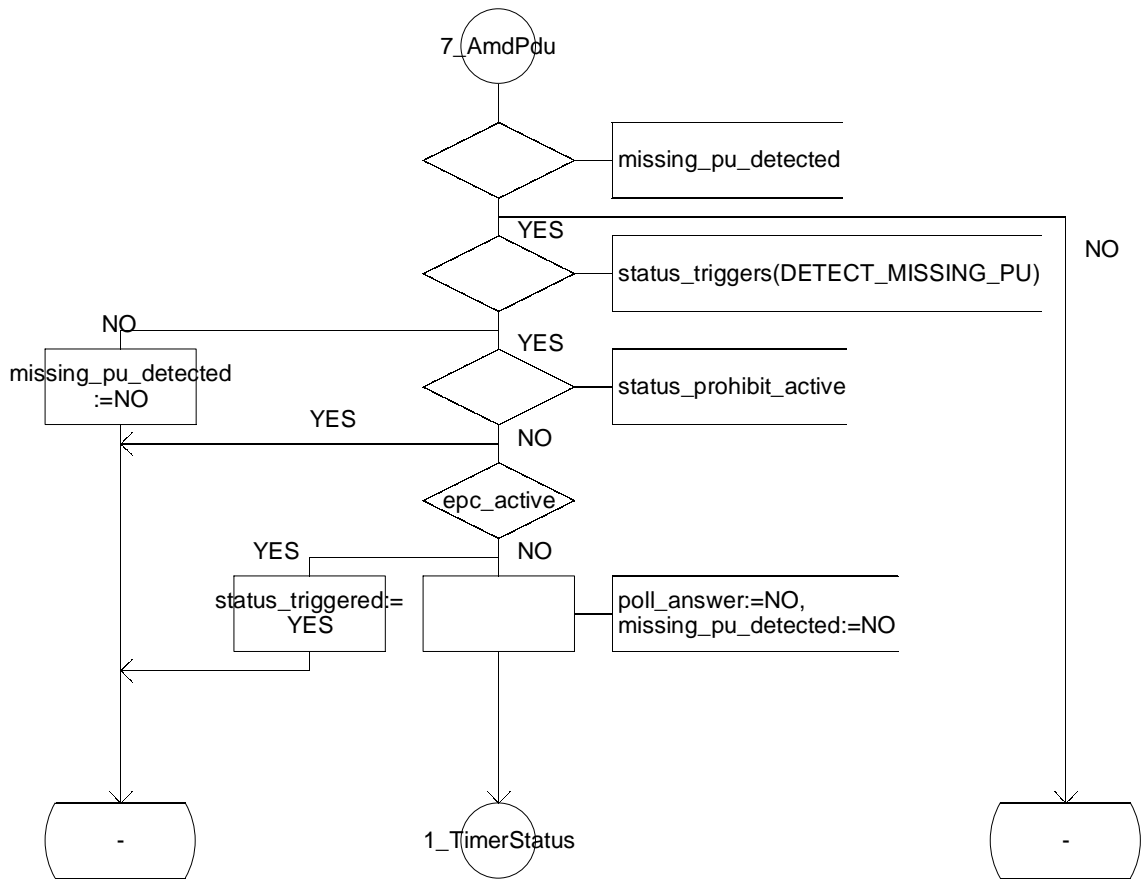 7_AmdPdu
missing_pu_detected
YES
NO
status_triggers(DETECT_MISSING_PU)
NO
YES
missing_pu_detected
:=NO
status_prohibit_active
YES
NO
epc_active
YES
NO
status_triggered:=
YES
poll_answer:=NO,
missing_pu_detected:=NO
-
1_TimerStatus
-